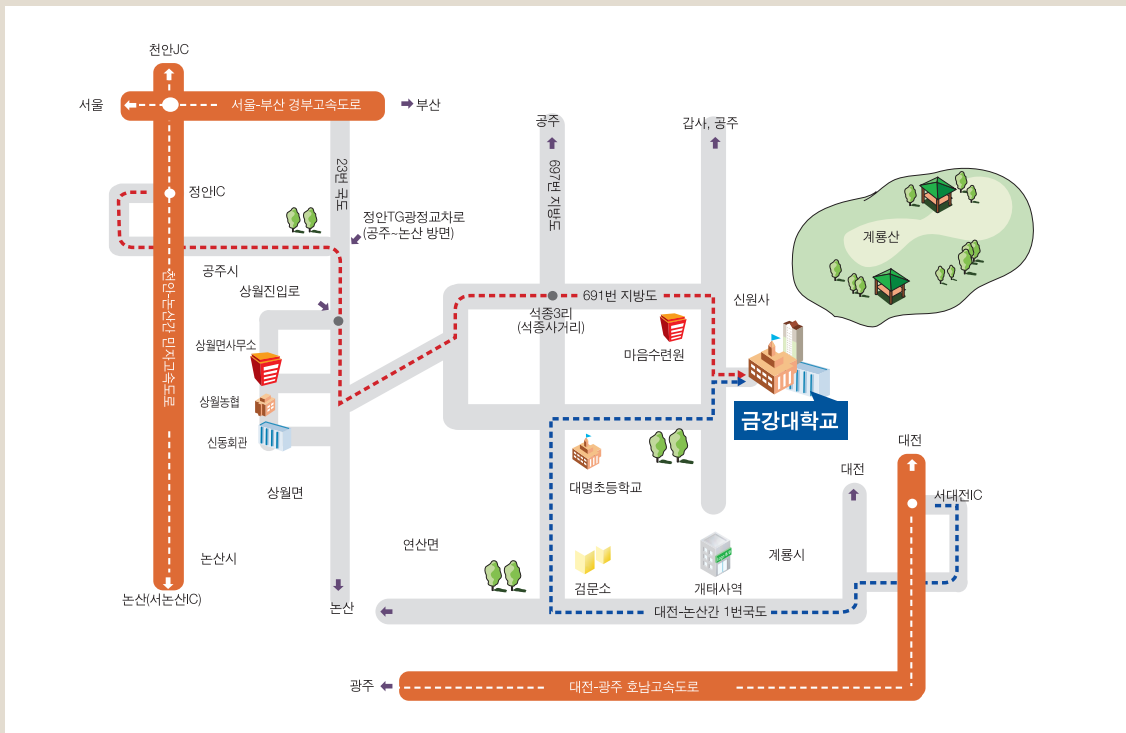 천안JC
서울
서울-부산 경부고속도로
부산
공주
갑사, 공주
23번 국도
697번 지방도
정안IC
정안TG광정교차로
(공주~논산 방면)
계룡산
공주시
천안-논산간 민자고속도로
상월진입로
691번 지방도
신원사
석종3리
(석종사거리)
상월면사무소
마음수련원
상월농협
금강대학교
신동회관
대전
대전
대명초등학교
상월면
서대전IC
연산면
논산시
계룡시
검문소
개태사역
논산(서논산IC)
논산
대전-논산간 1번국도
광주
대전-광주 호남고속도로